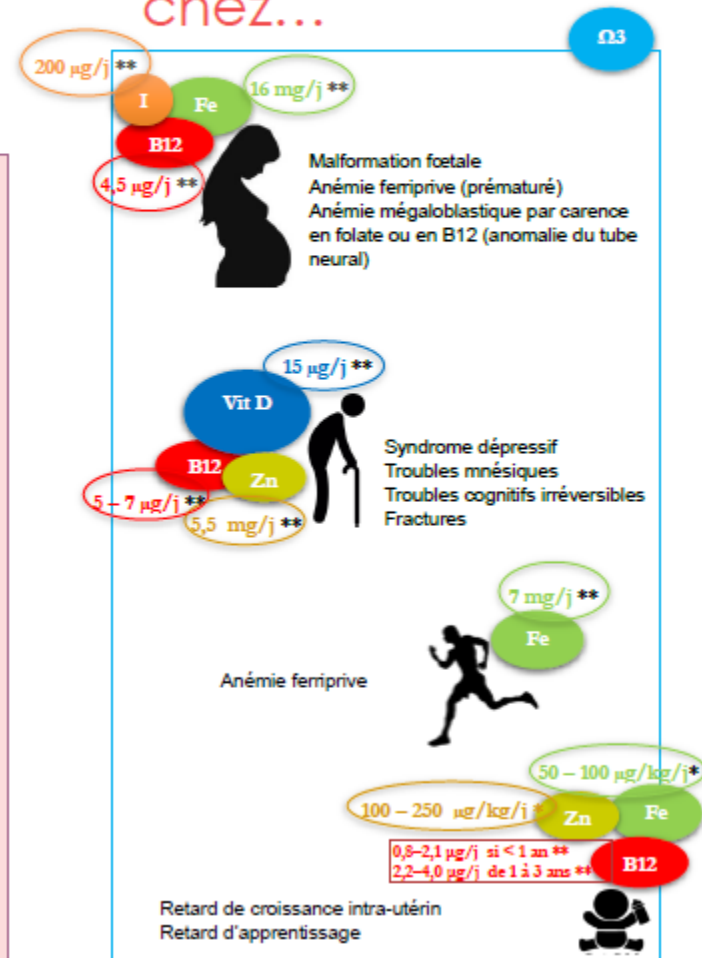 chez...
Ω3
200 µg/j **
I
Fe
16 mg/j **
B12
4,5 µg/j **
Malformation fœtale
Anémie ferriprive (prématuré)
Anémie mégaloblastique par carence
en folate ou en B12 (anomalie du tube
neural)
15 µg/j **
Vit D
B12
Zn
5 – 7 µg/j **
5,5 mg/j **
Syndrome dépressif
Troubles mnésiques
Troubles cognitifs irréversibles
Fractures
7 mg/j **
Fe
Anémie ferriprive
50 – 100 µg/kg/j*
100 – 250 µg/kg/j *
Zn
Fe
0,8–2,1 µg/j si < 1 an **
2,2–4,0 µg/j de 1 à 3 ans **
B12
Retard de croissance intra-utérin
Retard d'apprentissage